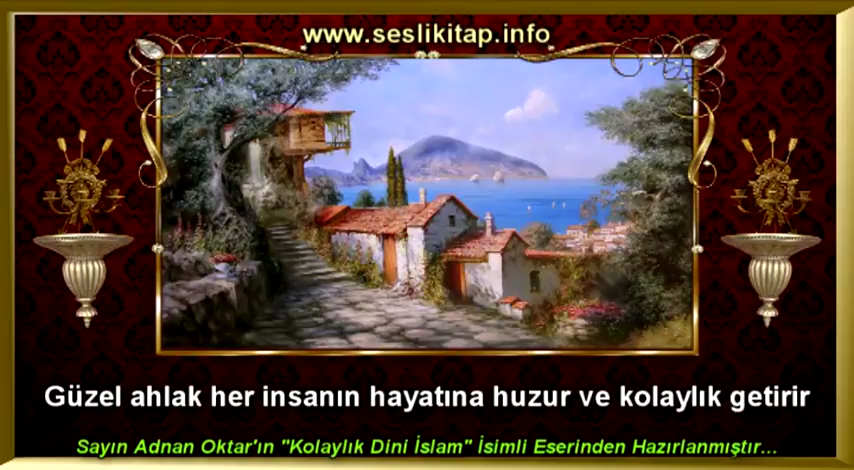 www.seslikitap.info
Güzel ahlak her insanın hayatına huzur ve kolaylık getirir
Sayın Adnan Oktar'ın "Kolaylık Dini İslam" İsimli Eserinden Hazırlanmıştır...